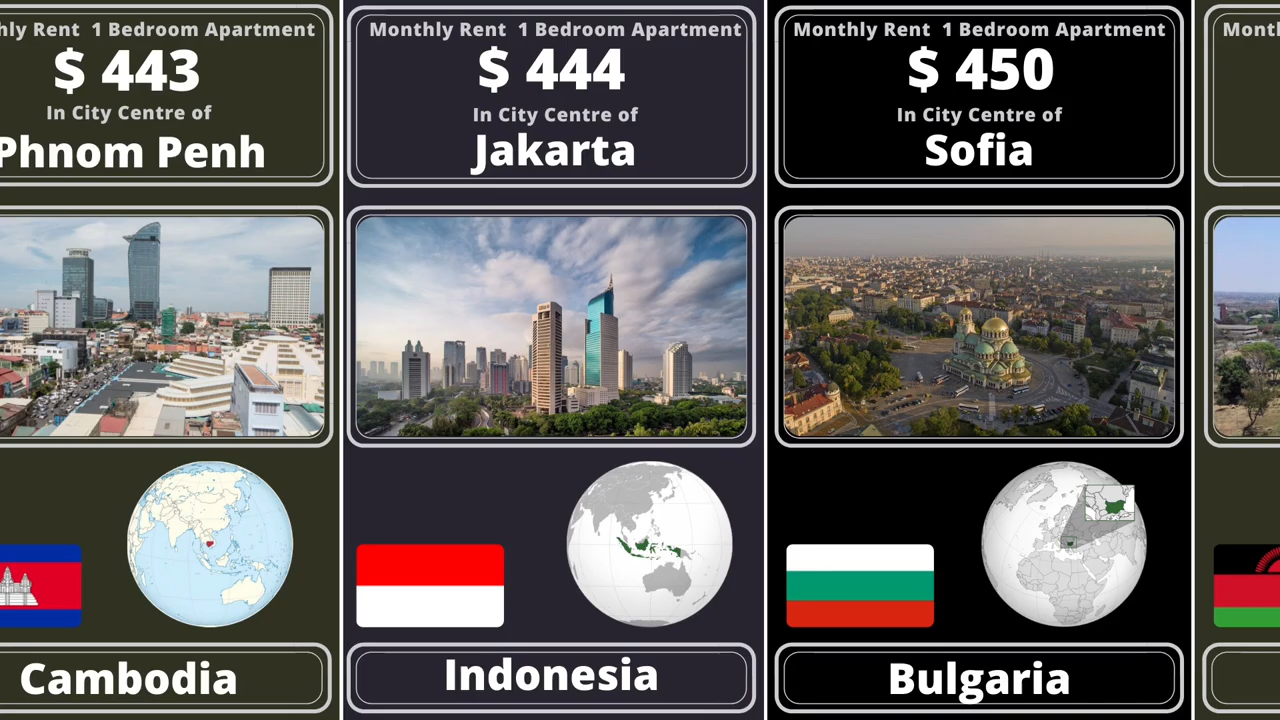 hly Rent 1 Bedroom Apartment
$ 443
In City Centre of
Phnom Penh
Cambodia
Monthly Rent 1 Bedroom Apartment
$ 444
In City Centre of
Jakarta
Indonesia
Monthly Rent 1 Bedroom Apartment
$ 450
In City Centre of
Sofia
Bulgaria
Month